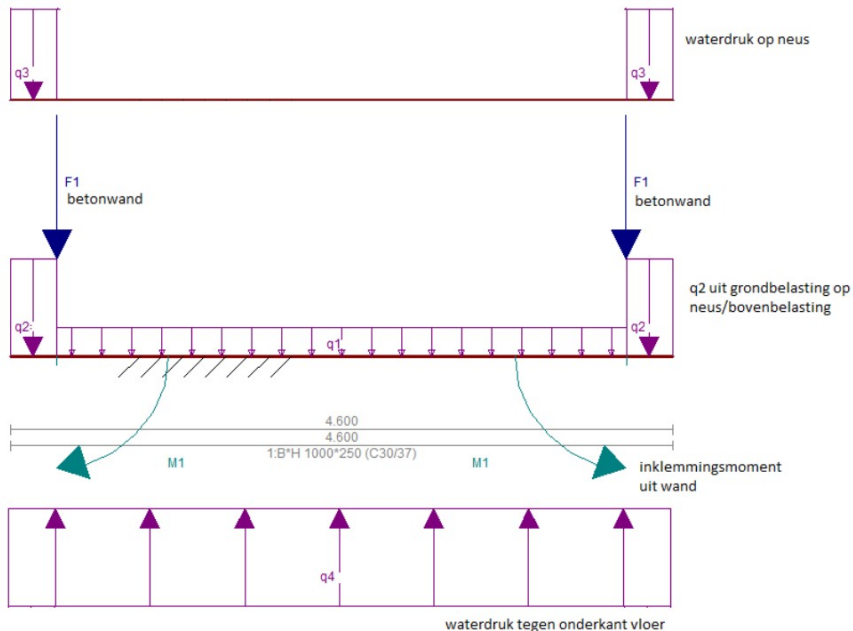 waterdruk op neus
q3
q3
F1
betonwand
F1
betonwand
q2 uit grondbelasting op
neus/bovenbelasting
q2
q1
q2
4.600
4.600
1:B*H 1000*250 (C30/37)
M1
M1
inklemmingsmoment
uit wand
q4
waterdruk tegen onderkant vloer